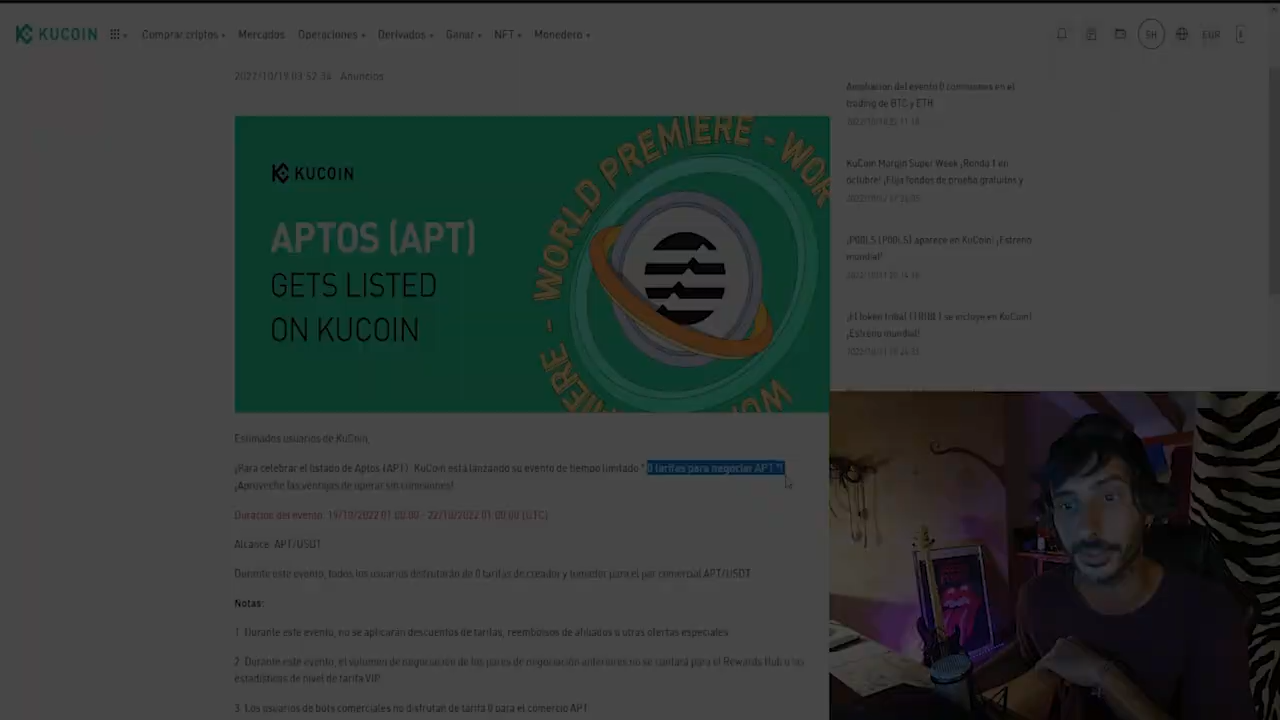 KUCOIN
Comprar criptos
Mercados
Operaciones
Derivados
Ganar
NFT
Monedero
SH
EUR
Anuncios
KUCOIN
APTOS (APT)
GETS LISTED
ON KUCOIN
WORLD PREMIERE - WOR
Estimados usuarios de KuCoin,
¡Para celebrar el listado de Aptos (APT), KuCoin está lanzando su evento de tiempo limitado " 0 tarifas para negociar APT "!
¡Aproveche las ventajas de operar sin comisiones!
Duración del evento: 19/10/2022 01:00:00 - 22/10/2022 01:00:00 (UTC)
Alcance: APT/USDT
Durante este evento, todos los usuarios disfrutarán de 0 tarifas de creador y tomador para el par comercial APT/USDT.
Notas:
1. Durante este evento, no se aplicarán descuentos de tarifas, reembolsos de afiliados u otras ofertas especiales.
2. Durante este evento, el volumen de negociación de los pares de negociación anteriores no se contará para el Rewards Hub o las
estadísticas de nivel de tarifa VIP.
3. Los usuarios de bots comerciales no disfrutan de tarifa 0 para el comercio APT
Ampliación del evento 0 comisiones en el
trading de BTC y ETH
KuCoin Margin Super Week ¡Ronda 1 en
octubre! ¡Elija fondos de prueba gratuitos y
aparece en KuCoin! ¡Estreno
mundial!
¡El token Tribal (TRIBL) se incluye en KuCoin!
¡Estreno mundial!